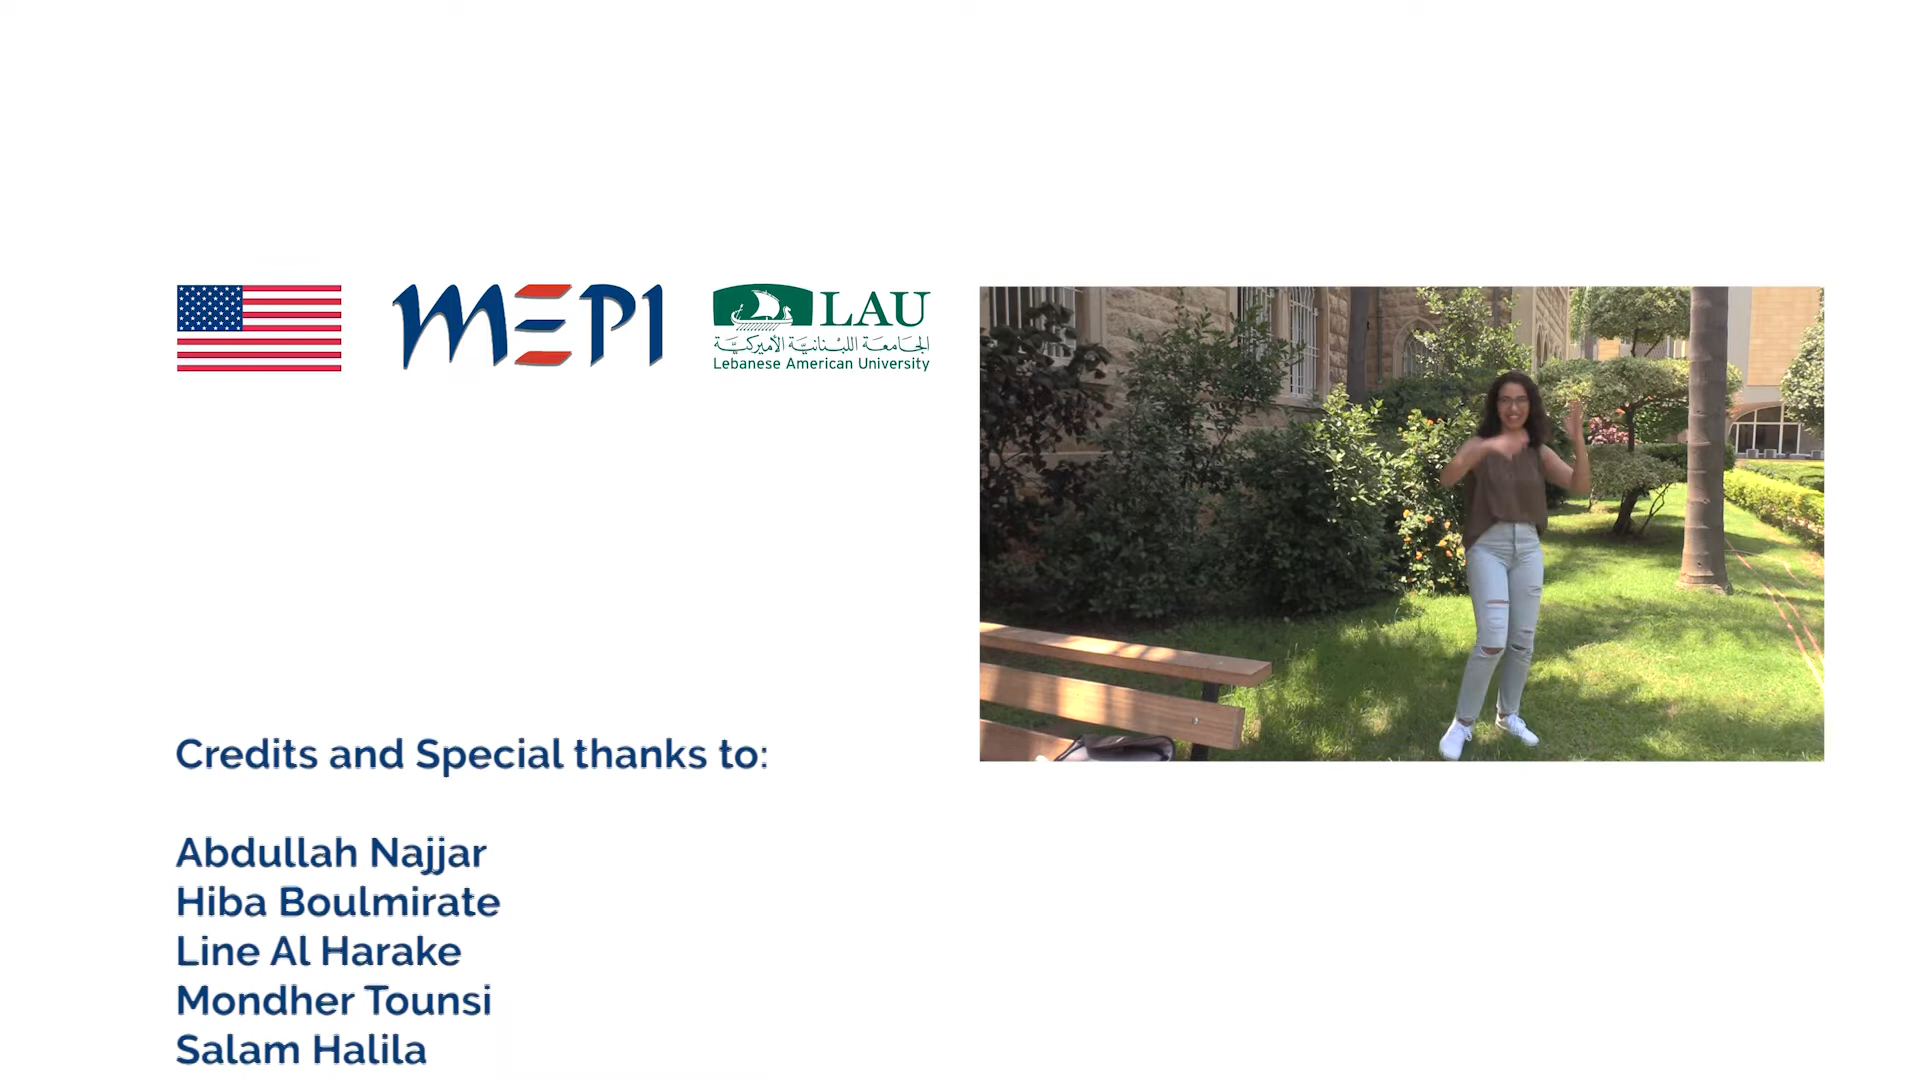 MEPI
LAU
الجامعة اللبنانية الأميركية
Lebanese American University
Credits and Special thanks to:
Abdullah Najjar
Hiba Boulmirate
Line Al Harake
Mondher Tounsi
Salam Halila